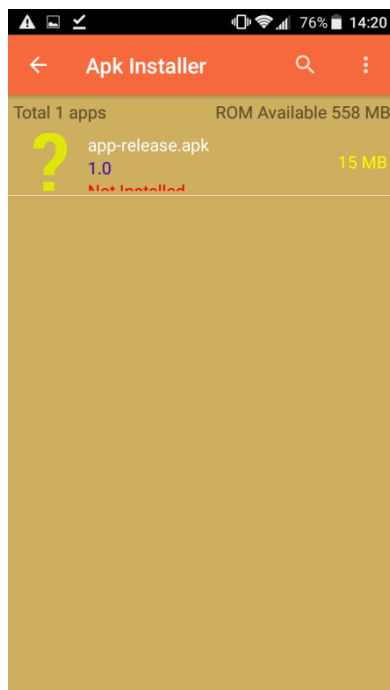 76% 14:20
Apk Installer
Total 1 apps ROM Available 558 MB
app-release.apk
1.0 15 MB
Not Installed